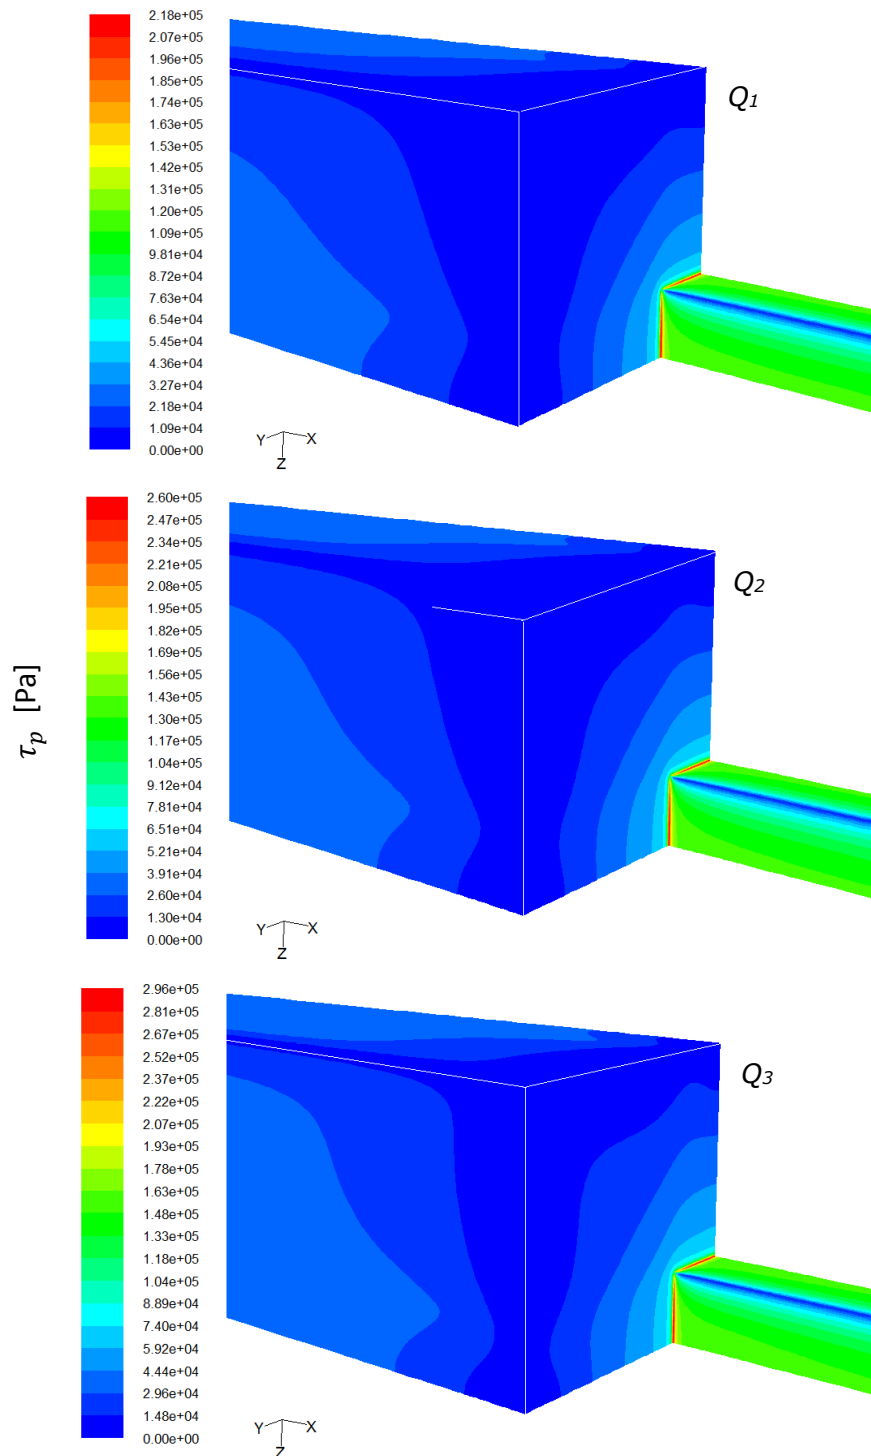 2.18e+05
2.07e+05
1.96e+05
1.85e+05
1.74e+05
1.63e+05
1.53e+05
1.42e+05
1.31e+05
1.20e+05
1.09e+05
9.81e+04
8.72e+04
7.63e+04
6.54e+04
5.45e+04
4.36e+04
3.27e+04
2.18e+04
1.09e+04
0.00e+00
Q1
Y X
Z
τp [Pa]
2.60e+05
2.47e+05
2.34e+05
2.21e+05
2.08e+05
1.95e+05
1.82e+05
1.69e+05
1.56e+05
1.43e+05
1.30e+05
1.17e+05
1.04e+05
9.12e+04
7.81e+04
6.51e+04
5.21e+04
3.91e+04
2.60e+04
1.30e+04
0.00e+00
Q2
Y X
Z
2.96e+05
2.81e+05
2.67e+05
2.52e+05
2.37e+05
2.22e+05
2.07e+05
1.93e+05
1.78e+05
1.63e+05
1.48e+05
1.33e+05
1.18e+05
1.04e+05
8.89e+04
7.40e+04
5.92e+04
4.44e+04
2.96e+04
1.48e+04
0.00e+00
Q3
Y X
Z